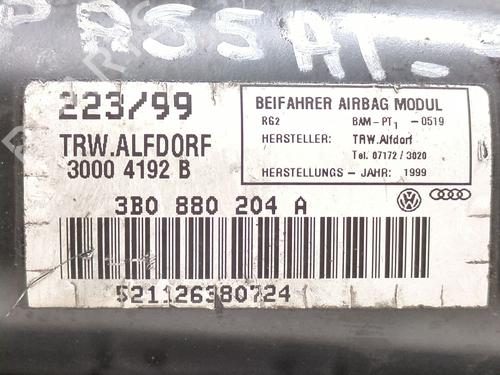 PASSAT
223/99
TRW.ALFDORF
3000 4192 B
BEIFAHRER AIRBAG MODUL
RG2 BAM-PT1-0519
HERSTELLER: TRW.Alfdorf
Tel. 07172/3020
HERSTELLUNGS-JAHR: 1999
3B0 880 204 A
521126380724